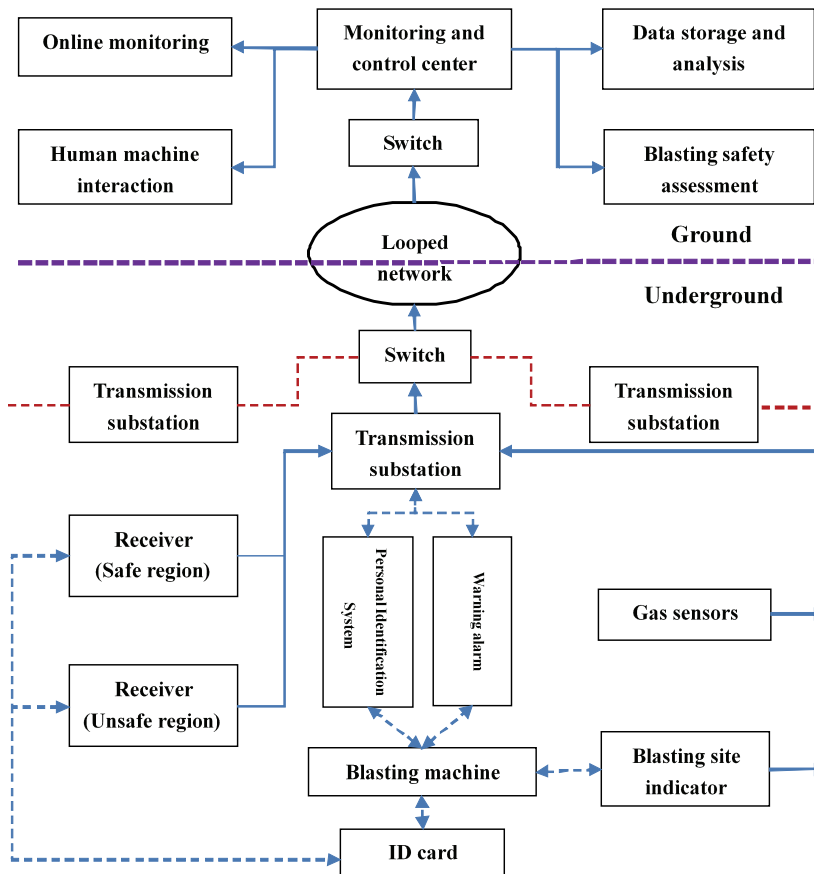 Online monitoring
Monitoring and
control center
Data storage and
analysis
Human machine
interaction
Switch
Blasting safety
assessment
Looped
network
Ground
Underground
Switch
Transmission
substation
Transmission
substation
Transmission
substation
Receiver
(Safe region)
Personal Identification
System
Warning alarm
Gas sensors
Receiver
(Unsafe region)
Blasting machine
Blasting site
indicator
ID card